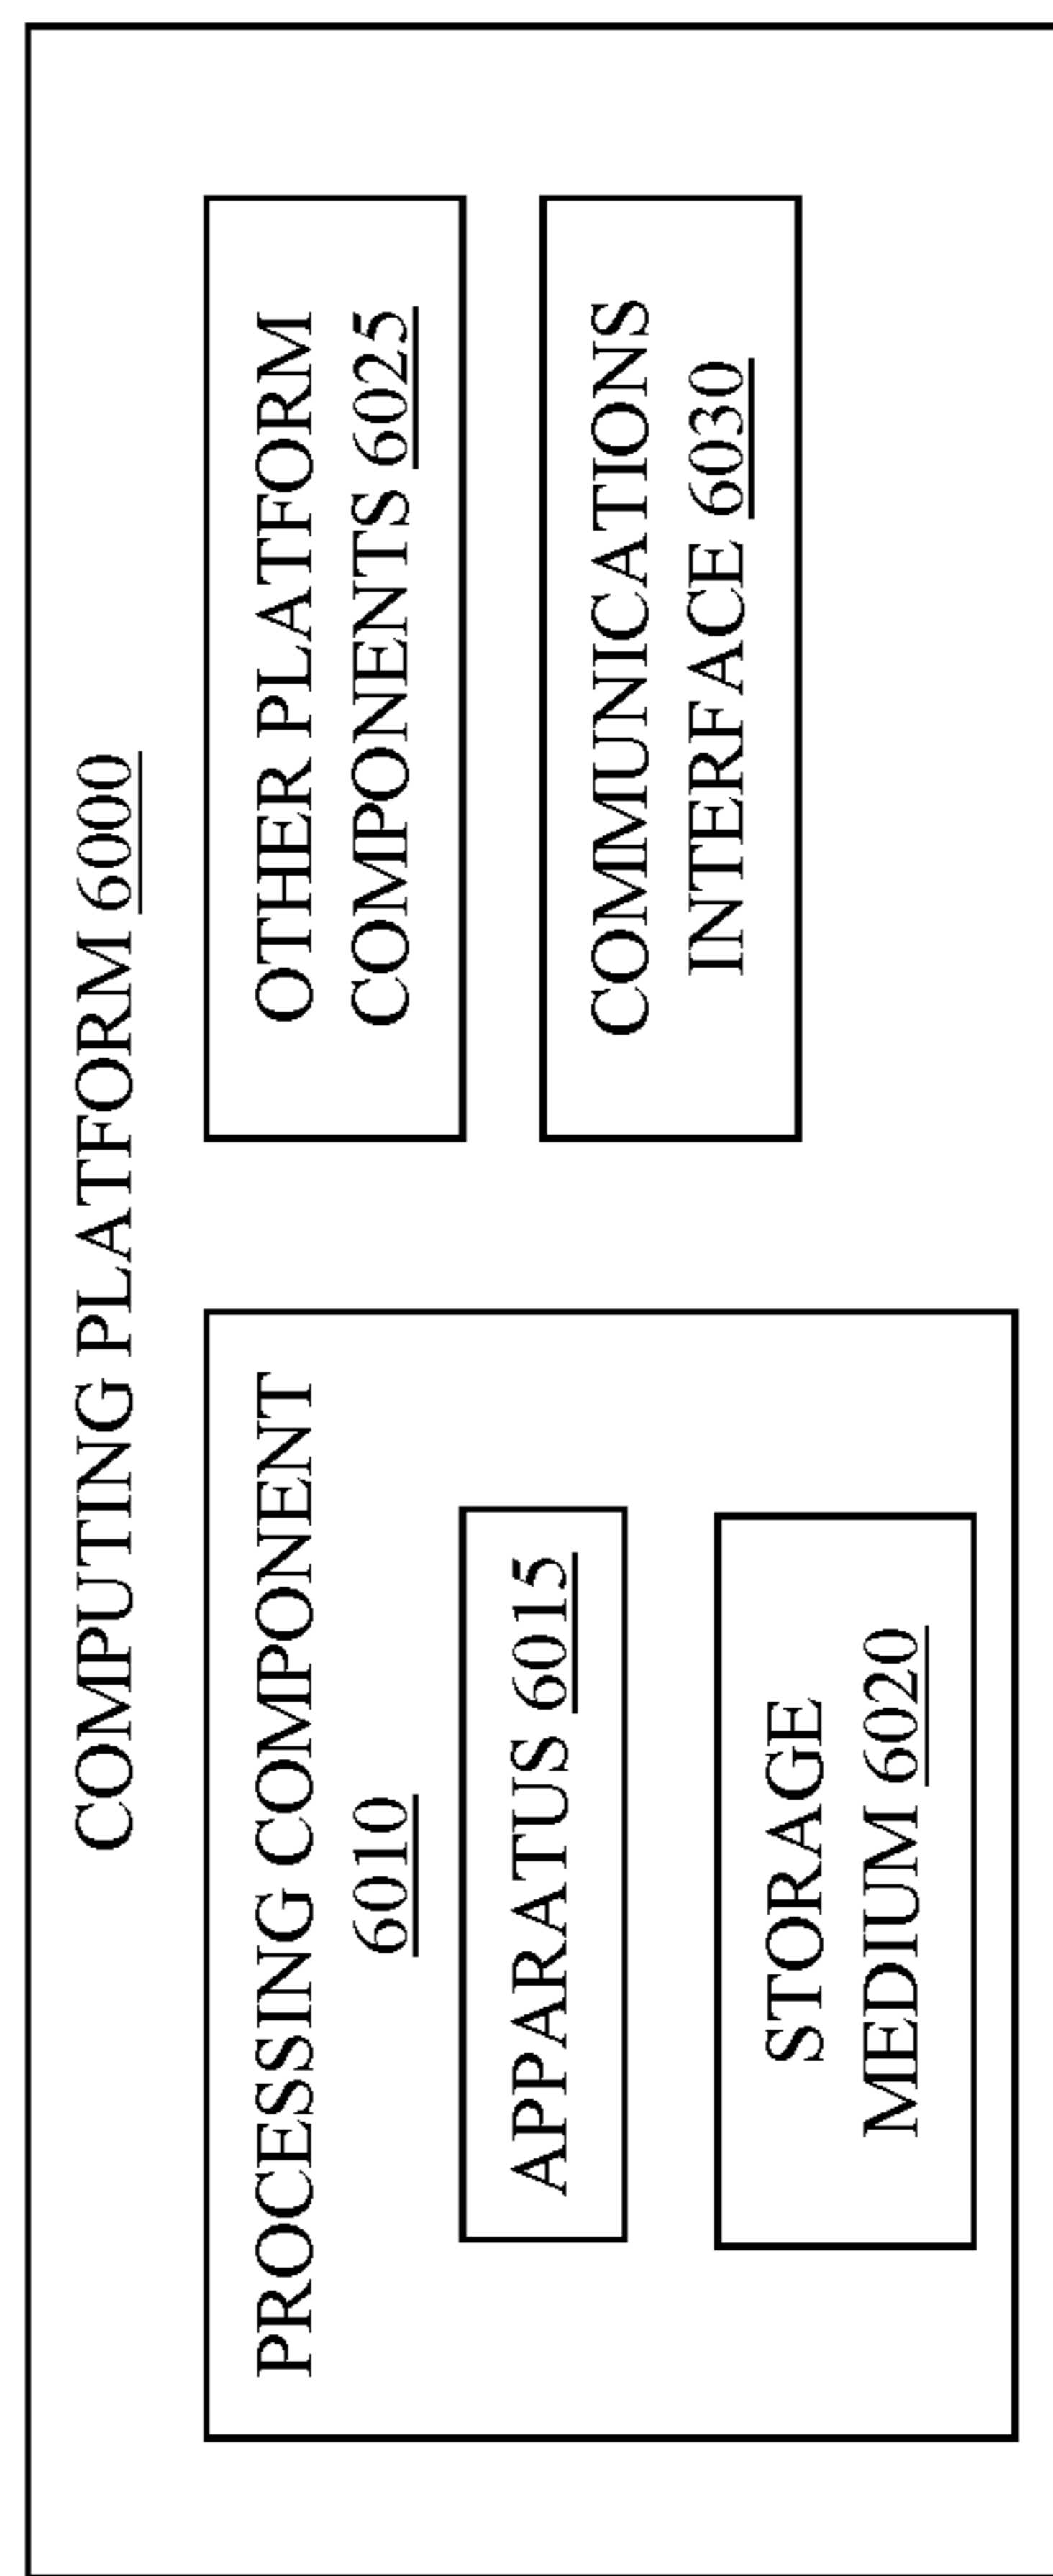 COMPUTING PLATFORM 6000
PROCESSING COMPONENT
6010
APPARATUS 6015
STORAGE
MEDIUM 6020
OTHER PLATFORM
COMPONENTS 6025
COMMUNICATIONS
INTERFACE 6030